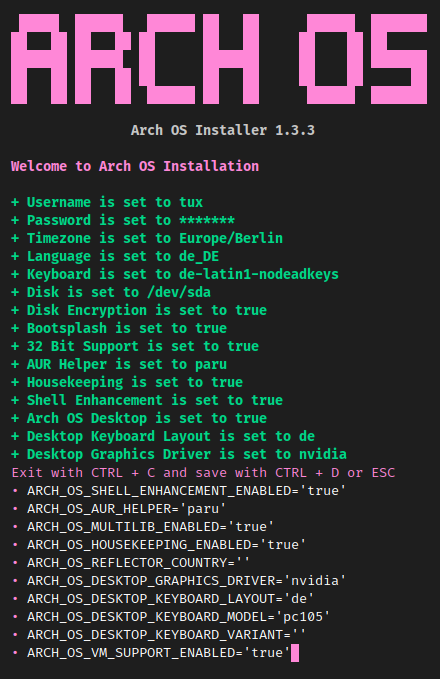 ARCH OS
Arch OS Installer 1.3.3
Welcome to Arch OS Installation
+ Username is set to tux
+ Password is set to *******
+ Timezone is set to Europe/Berlin
+ Language is set to de_DE
+ Keyboard is set to de-latin1-nodeadkeys
+ Disk is set to /dev/sda
+ Disk Encryption is set to true
+ Bootsplash is set to true
+ 32 Bit Support is set to true
+ AUR Helper is set to paru
+ Housekeeping is set to true
+ Shell Enhancement is set to true
+ Arch OS Desktop is set to true
+ Desktop Keyboard Layout is set to de
+ Desktop Graphics Driver is set to nvidia
Exit with CTRL + C and save with CTRL + D or ESC
• ARCH_OS_SHELL_ENHANCEMENT_ENABLED='true'
• ARCH_OS_AUR_HELPER='paru'
• ARCH_OS_MULTILIB_ENABLED='true'
• ARCH_OS_HOUSEKEEPING_ENABLED='true'
• ARCH_OS_REFLECTOR_COUNTRY=''
• ARCH_OS_DESKTOP_GRAPHICS_DRIVER='nvidia'
• ARCH_OS_DESKTOP_KEYBOARD_LAYOUT='de'
• ARCH_OS_DESKTOP_KEYBOARD_MODEL='pc105'
• ARCH_OS_DESKTOP_KEYBOARD_VARIANT=''
• ARCH_OS_VM_SUPPORT_ENABLED='true'